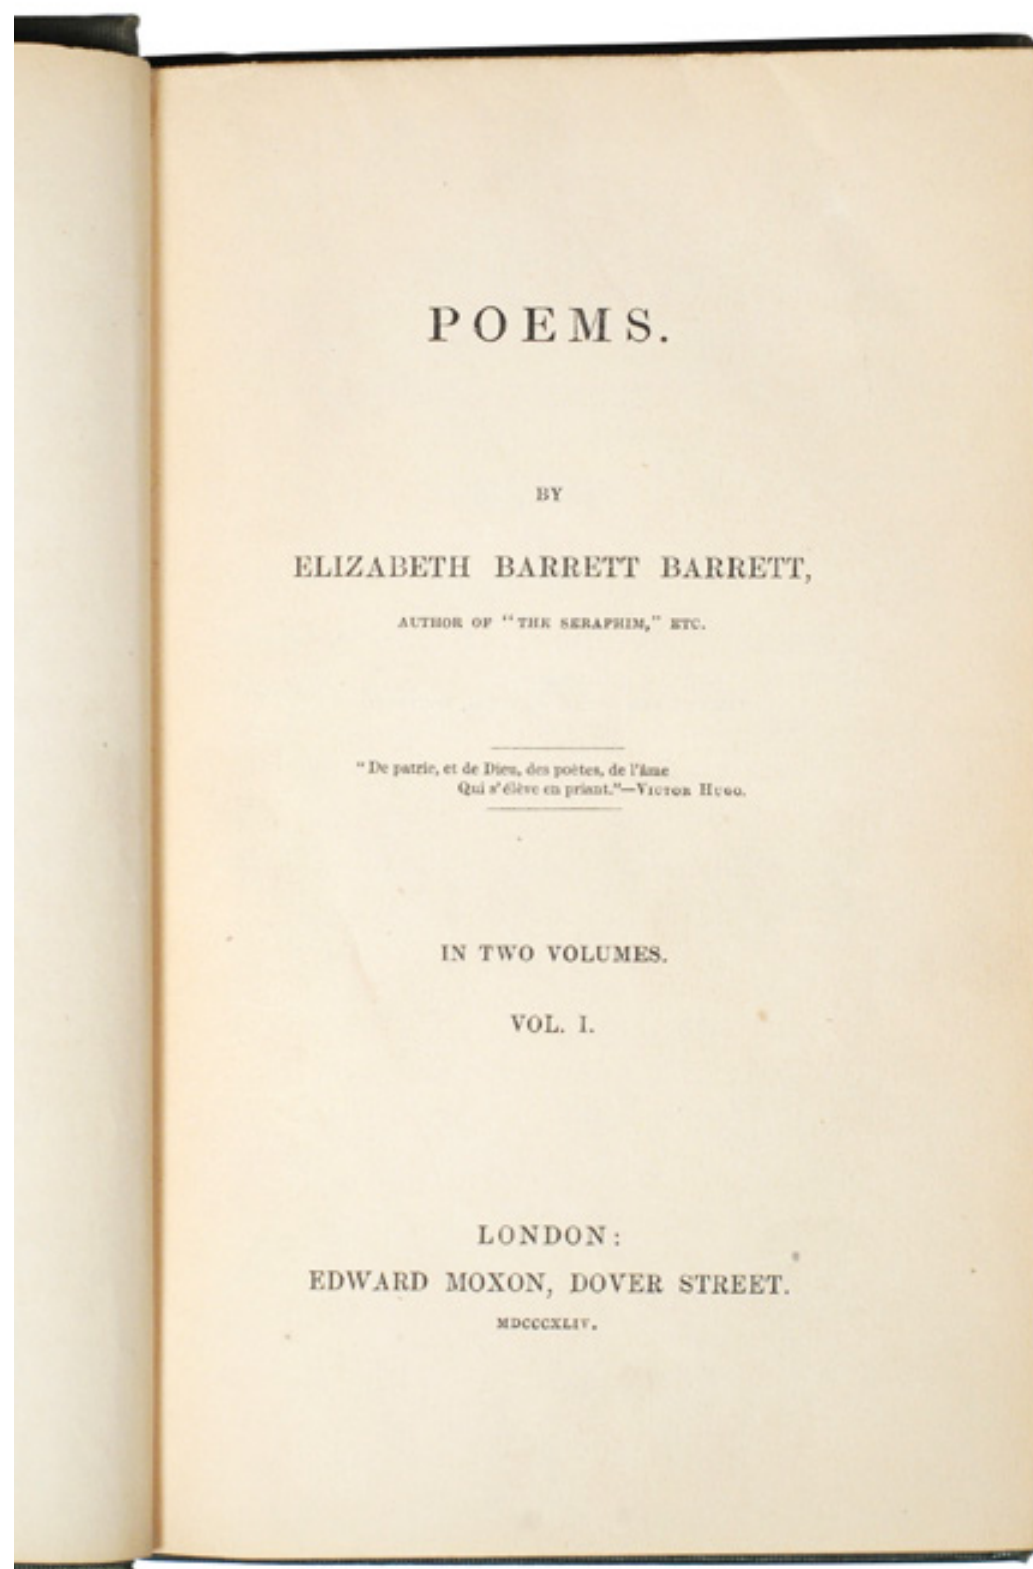 POEMS.
BY
ELIZABETH BARRETT BARRETT,
AUTHOR OF "THE SERAPHIM," ETC.
"De patrie, et de Dieu, des poètes, de l'âme
Qui s'élève en priant."—VICTOR HUGO.
IN TWO VOLUMES.
VOL. I.
LONDON:
EDWARD MOXON, DOVER STREET.
MDCCCXLIV.